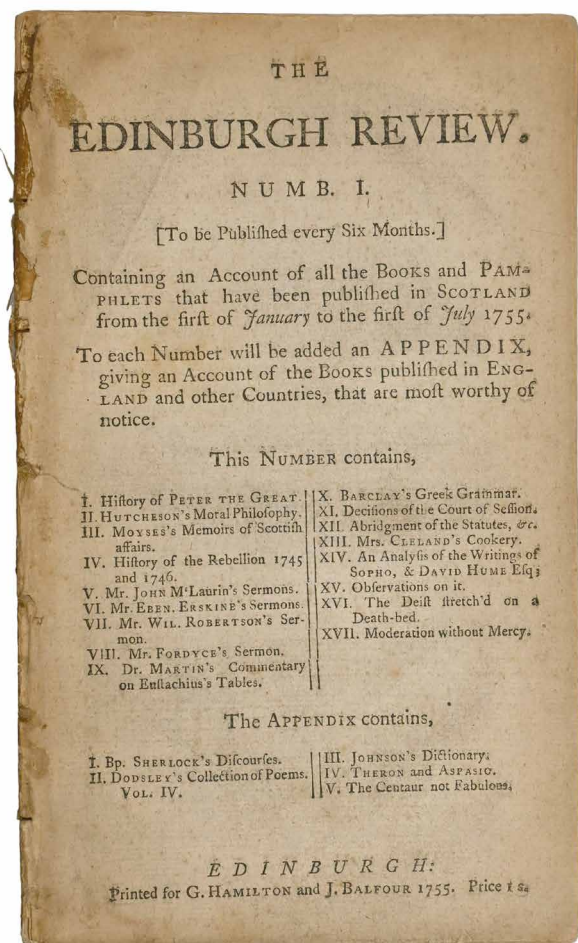 THE
EDINBURGH REVIEW.
NUMB. I.
[To be Publiſhed every Six Months.]
Containing an Account of all the BOOKS and PAM-
PHLETS that have been publiſhed in SCOTLAND
from the firſt of January to the firſt of July 1755.
To each Number will be added an APPENDIX,
giving an Account of the BOOKS publiſhed in ENG-
LAND and other Countries, that are moſt worthy of
notice.
This NUMBER contains,
I. Hiſtory of PETER THE GREAT.
II. HUTCHESON's Moral Philoſophy.
III. MOYSES's Memoirs of Scottiſh
affairs.
IV. Hiſtory of the Rebellion 1745
and 1746.
V. Mr. JOHN M'Laurin's Sermons.
VI. Mr. EBEN. ERSKINE's Sermons.
VII. Mr. WIL. ROBERTSON's Ser-
mon.
VIII. Mr. FORDYCE's Sermon.
IX. Dr. MARTIN's Commentary
on Euſtachius's Tables.
X. BARCLAY's Greek Grammar.
XI. Deciſions of the Court of Seſſion.
XII. Abridgment of the Statutes, &c.
XIII. Mrs. CLELAND's Cookery.
XIV. An Analyſis of the Writings of
SOPHO, & DAVID HUME Eſq;
XV. Obſervations on it.
XVI. The Deiſt ſtretch'd on a
Death-bed.
XVII. Moderation without Mercy.
The APPENDIX contains,
I. Bp. SHERLOCK's Diſcourſes.
II. DODSLEY's Collection of Poems.
VOL. IV.
III. JOHNSON's Dictionary.
IV. THERON and ASPASIO.
V. The Centaur not Fabulous.
EDINBURGH:
Printed for G. HAMILTON and J. BALFOUR 1755. Price 1 s.